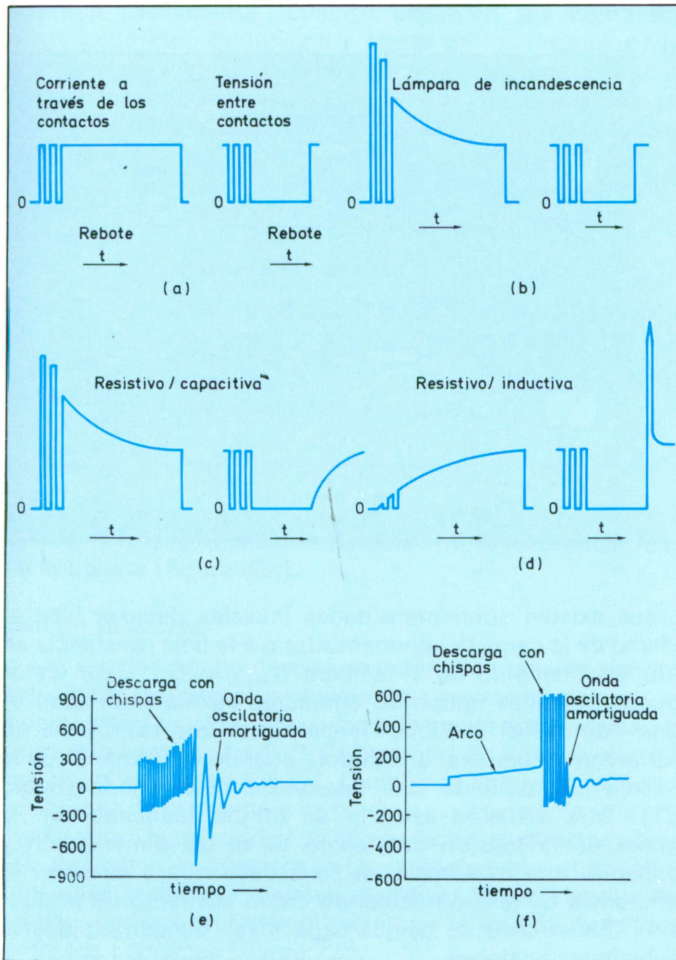 Corriente a
través de los
contactos
Tensión
entre
contactos
0
0
Rebote
t
Rebote
t
(a)
Lámpara de incandescencia
0
0
t
t
(b)
Resistivo / capacitiva
0
0
t
t
(c)
Resistivo/ inductiva
0
0
t
t
(d)
Descarga con
chispas
Onda
oscilatoria
amortiguada
Tensión
900
600
300
0
-300
-600
-900
tiempo
(e)
Descarga con
chispas
Onda
oscilatoria
amortiguada
Arco
Tensión
600
400
200
0
-200
-400
-600
tiempo
(f)